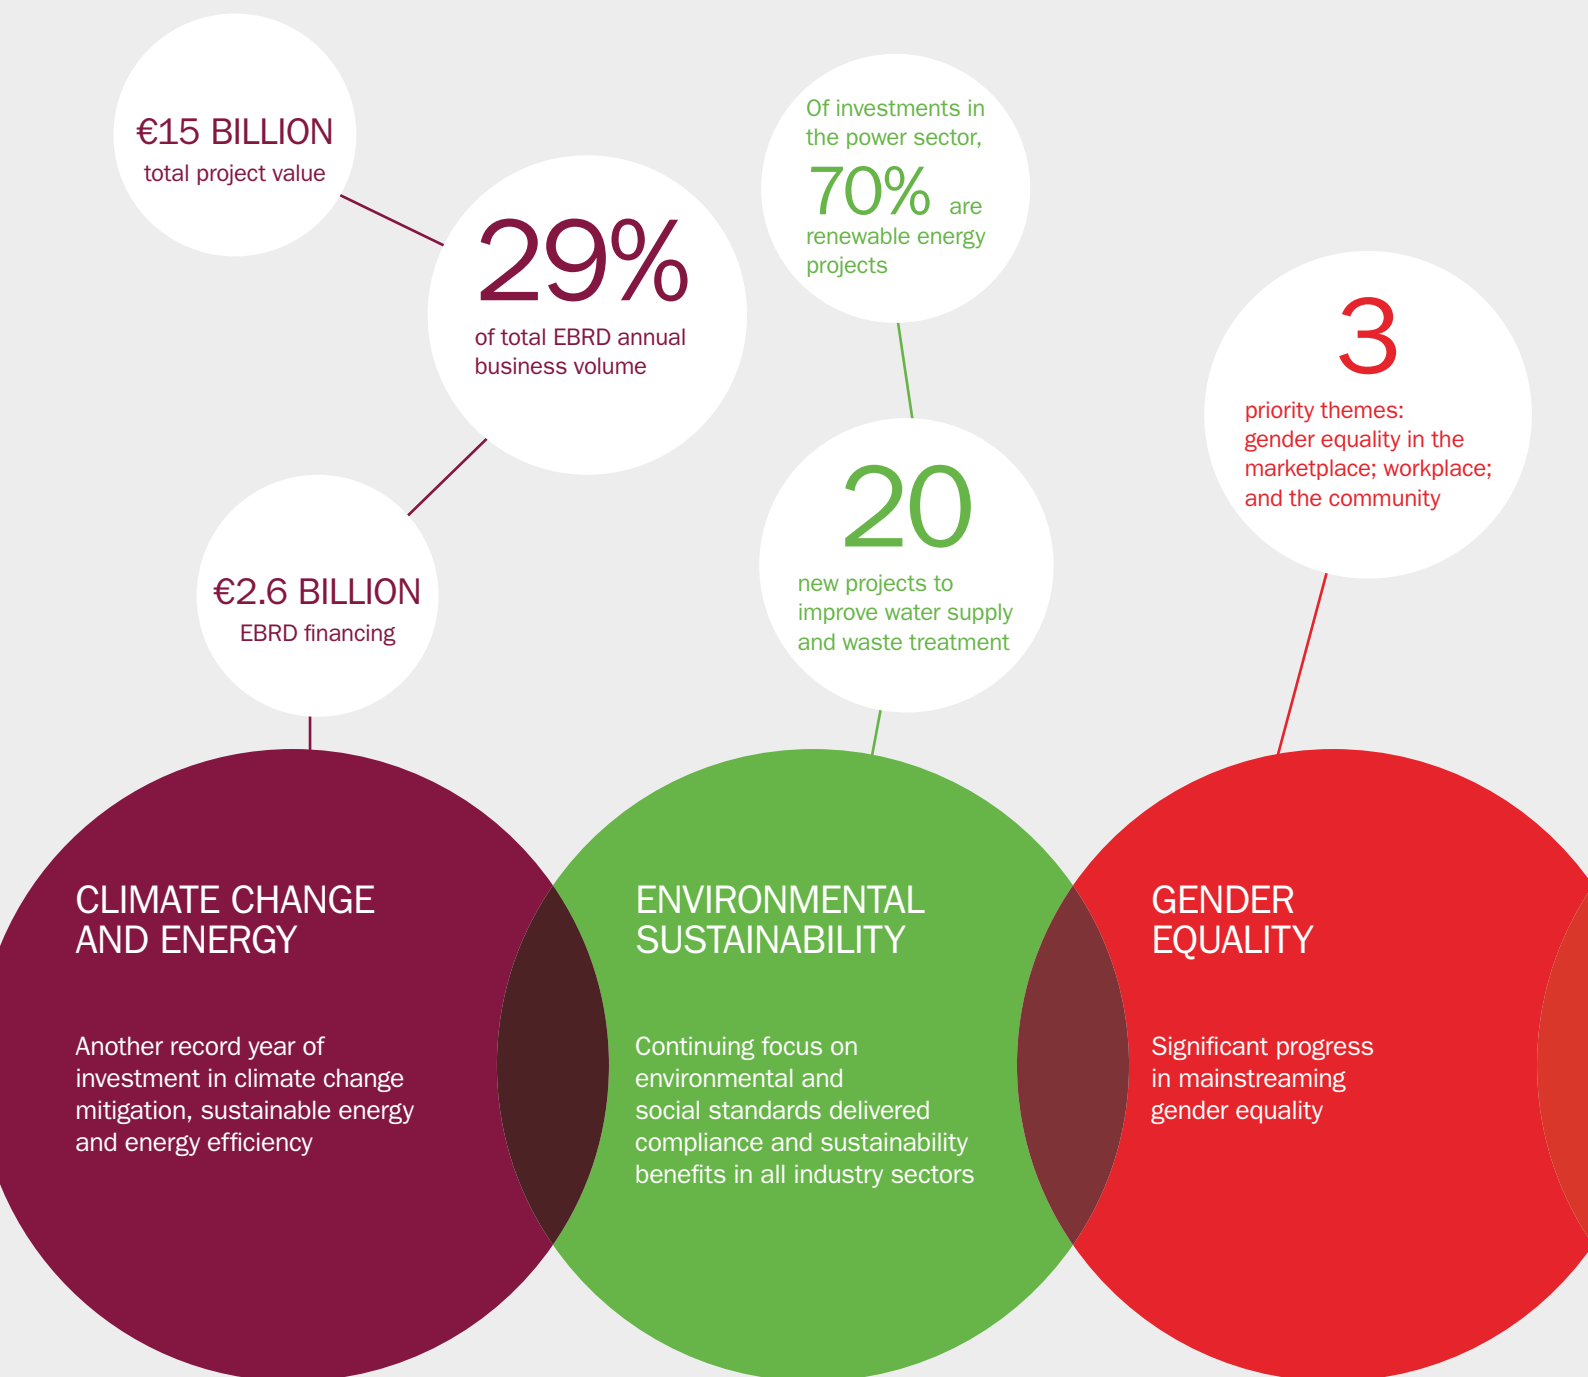 €15 BILLION
total project value
29%
of total EBRD annual
business volume
€2.6 BILLION
EBRD financing
CLIMATE CHANGE
AND ENERGY
Another record year of
investment in climate change
mitigation, sustainable energy
and energy efficiency
Of investments in
the power sector,
70% are
renewable energy
projects
20
new projects to
improve water supply
and waste treatment
ENVIRONMENTAL
SUSTAINABILITY
Continuing focus on
environmental and
social standards delivered
compliance and sustainability
benefits in all industry sectors
3
priority themes:
gender equality in the
marketplace; workplace;
and the community
GENDER
EQUALITY
Significant progress
in mainstreaming
gender equality